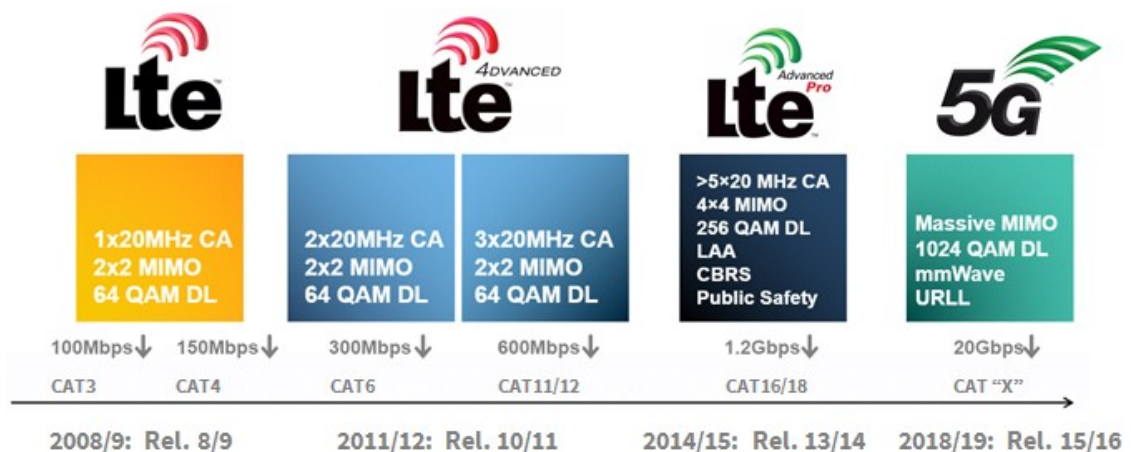 Lte™
Lte™ 4DVANCED
Lte™ Advanced Pro
5G
1x20MHz CA
2x2 MIMO
64 QAM DL
2x20MHz CA
2x2 MIMO
64 QAM DL
3x20MHz CA
2x2 MIMO
64 QAM DL
>5×20 MHz CA
4×4 MIMO
256 QAM DL
LAA
CBRS
Public Safety
Massive MIMO
1024 QAM DL
mmWave
URLL
100Mbps↓ 150Mbps↓ 300Mbps↓ 600Mbps↓ 1.2Gbps↓ 20Gbps↓
CAT3 CAT4 CAT6 CAT11/12 CAT16/18 CAT “X”
2008/9: Rel. 8/9 2011/12: Rel. 10/11 2014/15: Rel. 13/14 2018/19: Rel. 15/16